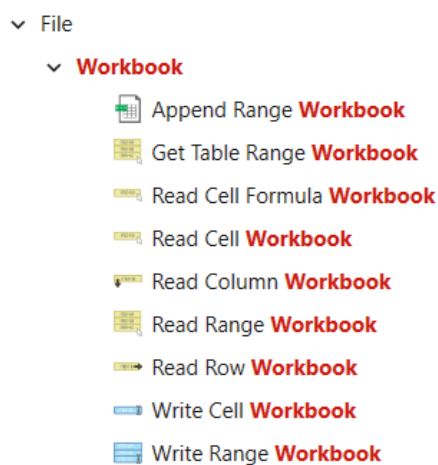 File
Workbook
Append Range Workbook
Get Table Range Workbook
Read Cell Formula Workbook
Read Cell Workbook
Read Column Workbook
Read Range Workbook
Read Row Workbook
Write Cell Workbook
Write Range Workbook